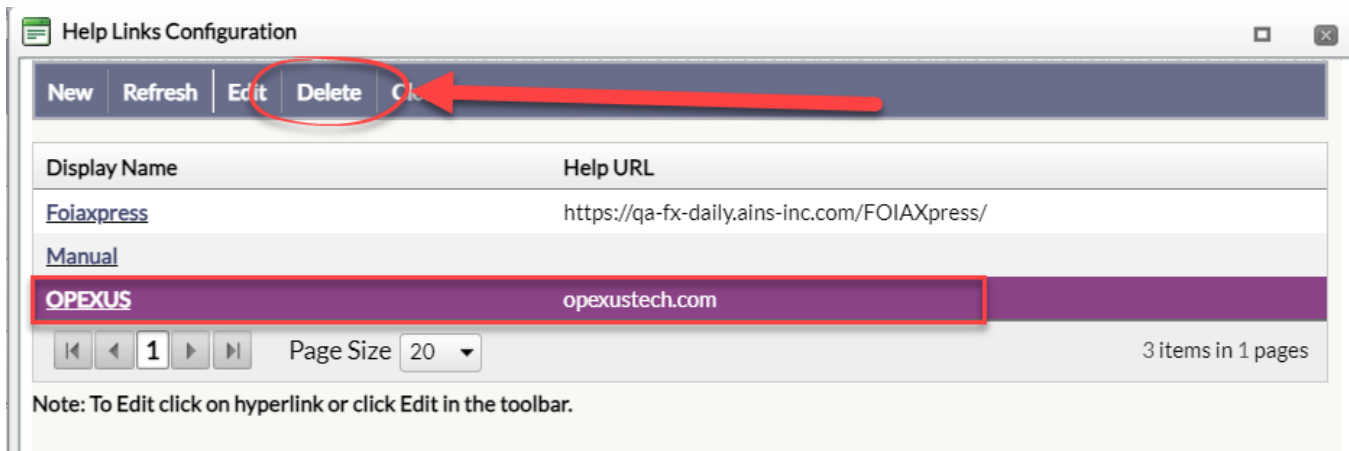 Help Links Configuration
New Refresh Edit Delete
Display Name Help URL
Foiaxpress https://qa-fx-daily.ains-inc.com/FOIAXpress/
Manual
OPEXUS opexustech.com
1 Page Size 20 3 items in 1 pages
Note: To Edit click on hyperlink or click Edit in the toolbar.